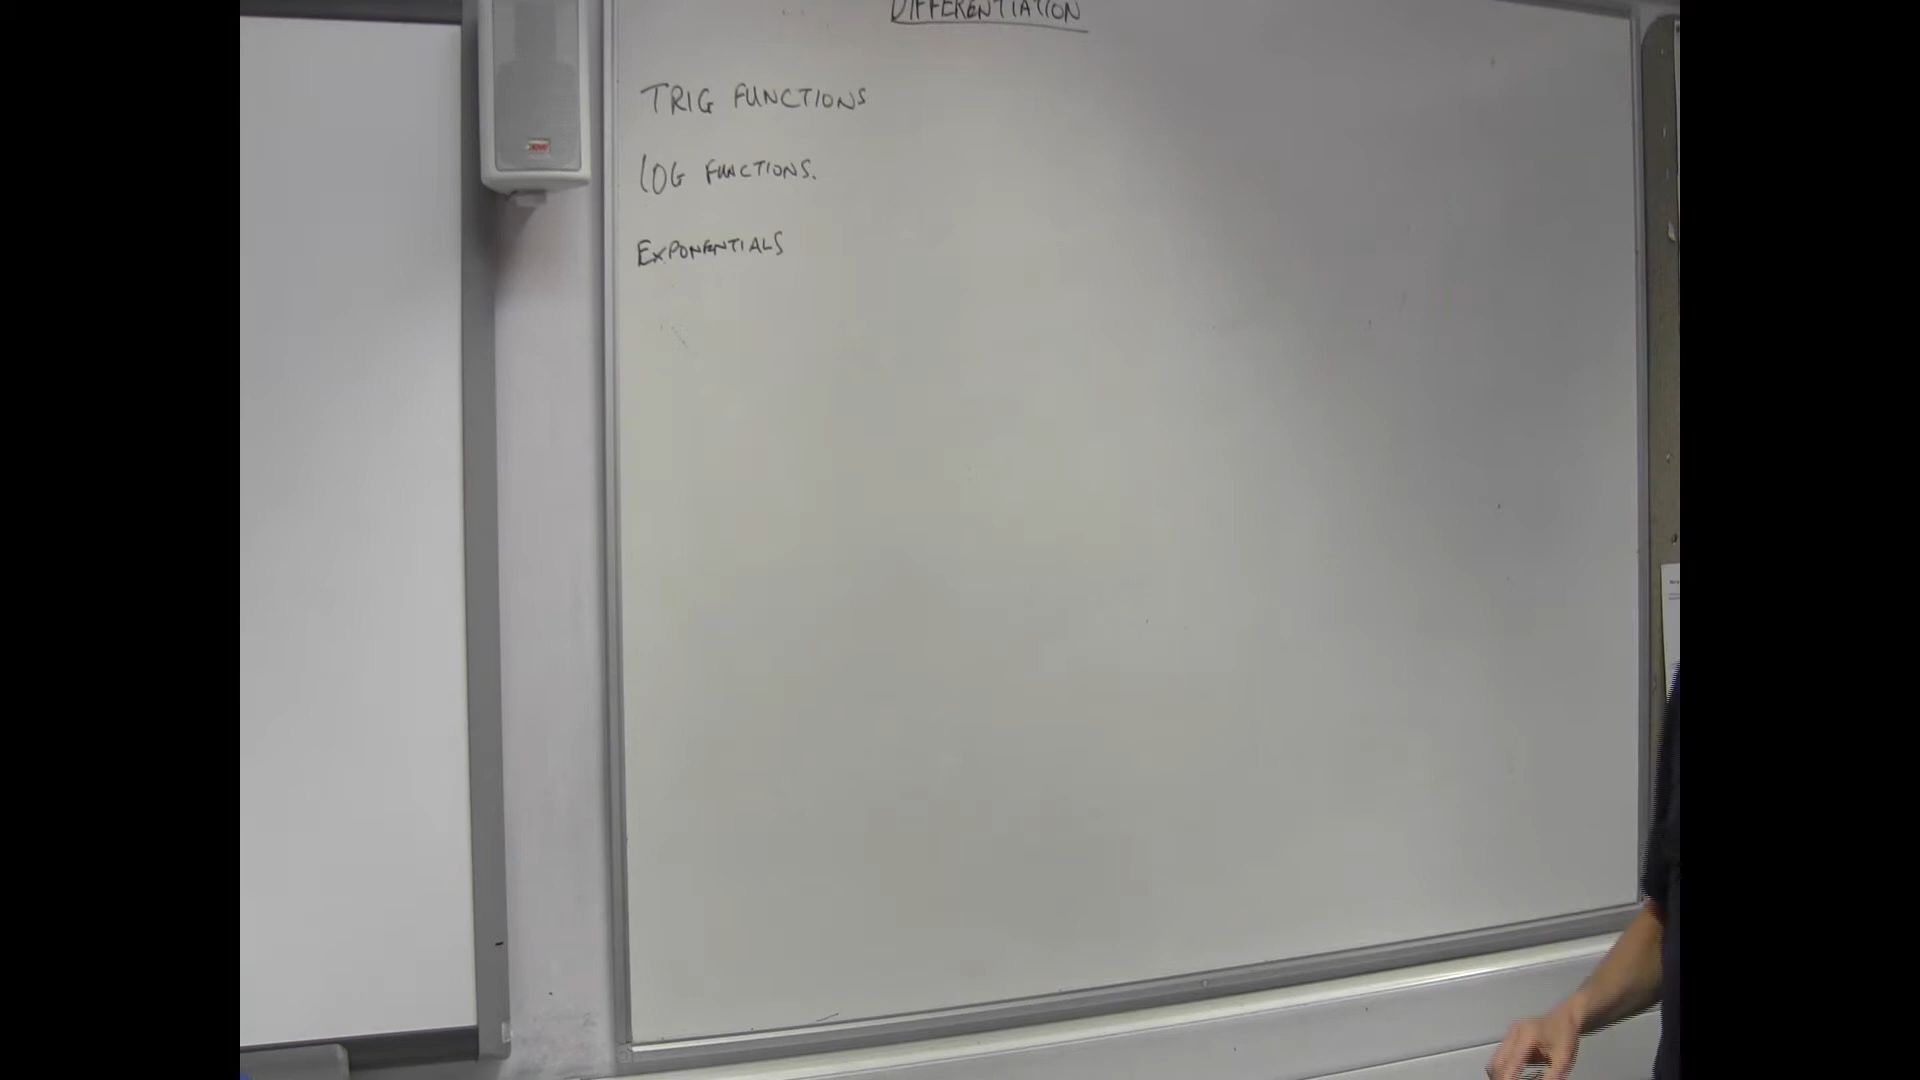 DIFFERENTIATION
TRIG FUNCTIONS
LOG FUNCTIONS.
EXPONENTIALS